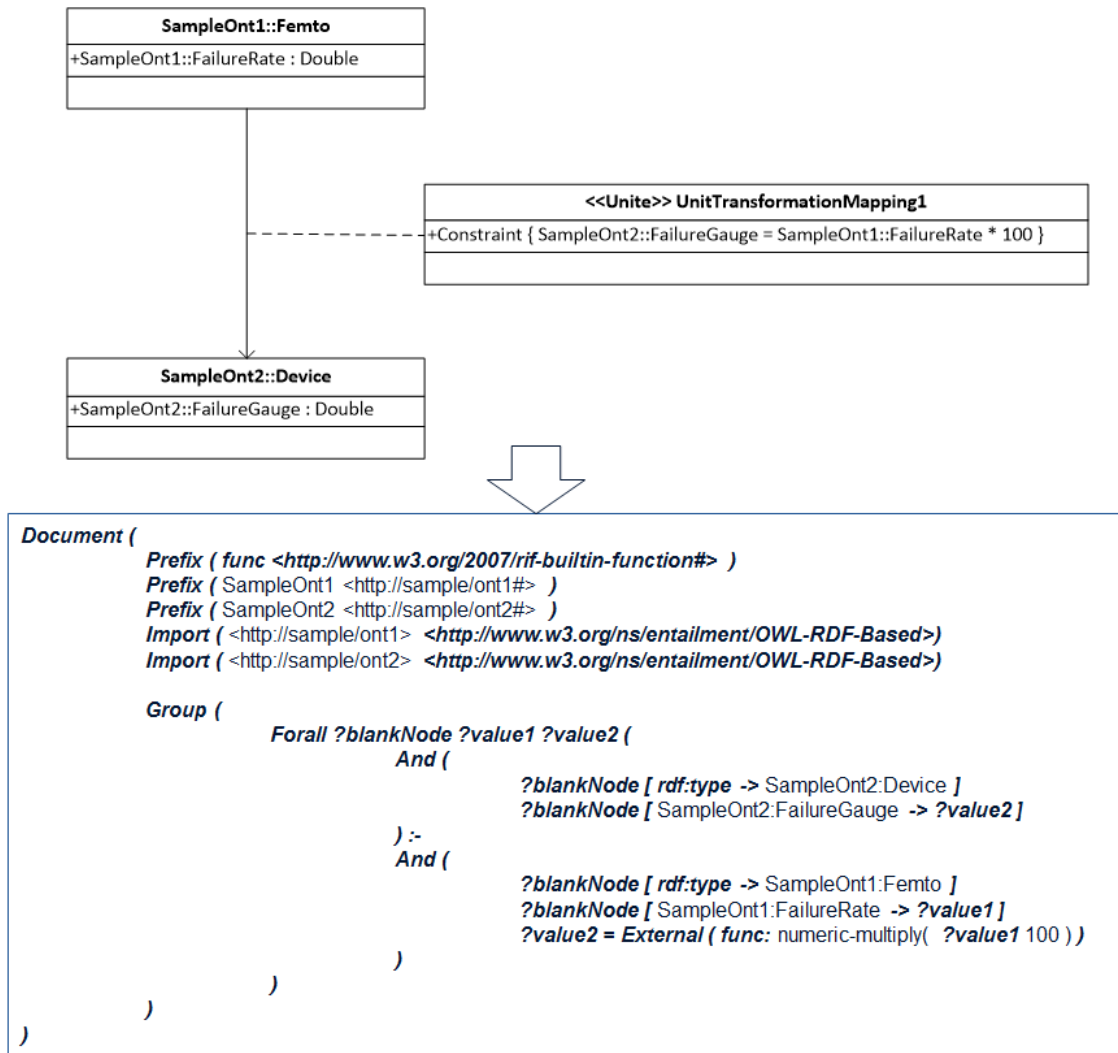 SampleOnt1::Femto
+SampleOnt1::FailureRate : Double
<<Unite>> UnitTransformationMapping1
+Constraint { SampleOnt2::FailureGauge = SampleOnt1::FailureRate * 100 }
SampleOnt2::Device
+SampleOnt2::FailureGauge : Double
Document (
Prefix ( func <http://www.w3.org/2007/rif-builtin-function#> )
Prefix ( SampleOnt1 <http://sample/ont1#> )
Prefix ( SampleOnt2 <http://sample/ont2#> )
Import ( <http://sample/ont1> <http://www.w3.org/ns/entailment/OWL-RDF-Based>)
Import ( <http://sample/ont2> <http://www.w3.org/ns/entailment/OWL-RDF-Based>)
Group (
Forall ?blankNode ?value1 ?value2 (
And (
?blankNode [ rdf:type -> SampleOnt2:Device ]
?blankNode [ SampleOnt2:FailureGauge -> ?value2 ]
) :-
And (
?blankNode [ rdf:type -> SampleOnt1:Femto ]
?blankNode [ SampleOnt1:FailureRate -> ?value1 ]
?value2 = External ( func: numeric-multiply( ?value1 100 ) )
)
)
)
)